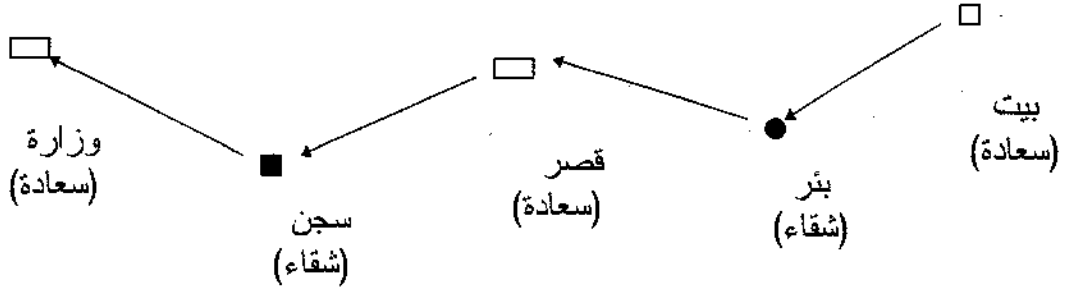 بيت
(سعادة)
بئر
(شقاء)
قصر
(سعادة)
سجن
(شقاء)
وزارة
(سعادة)